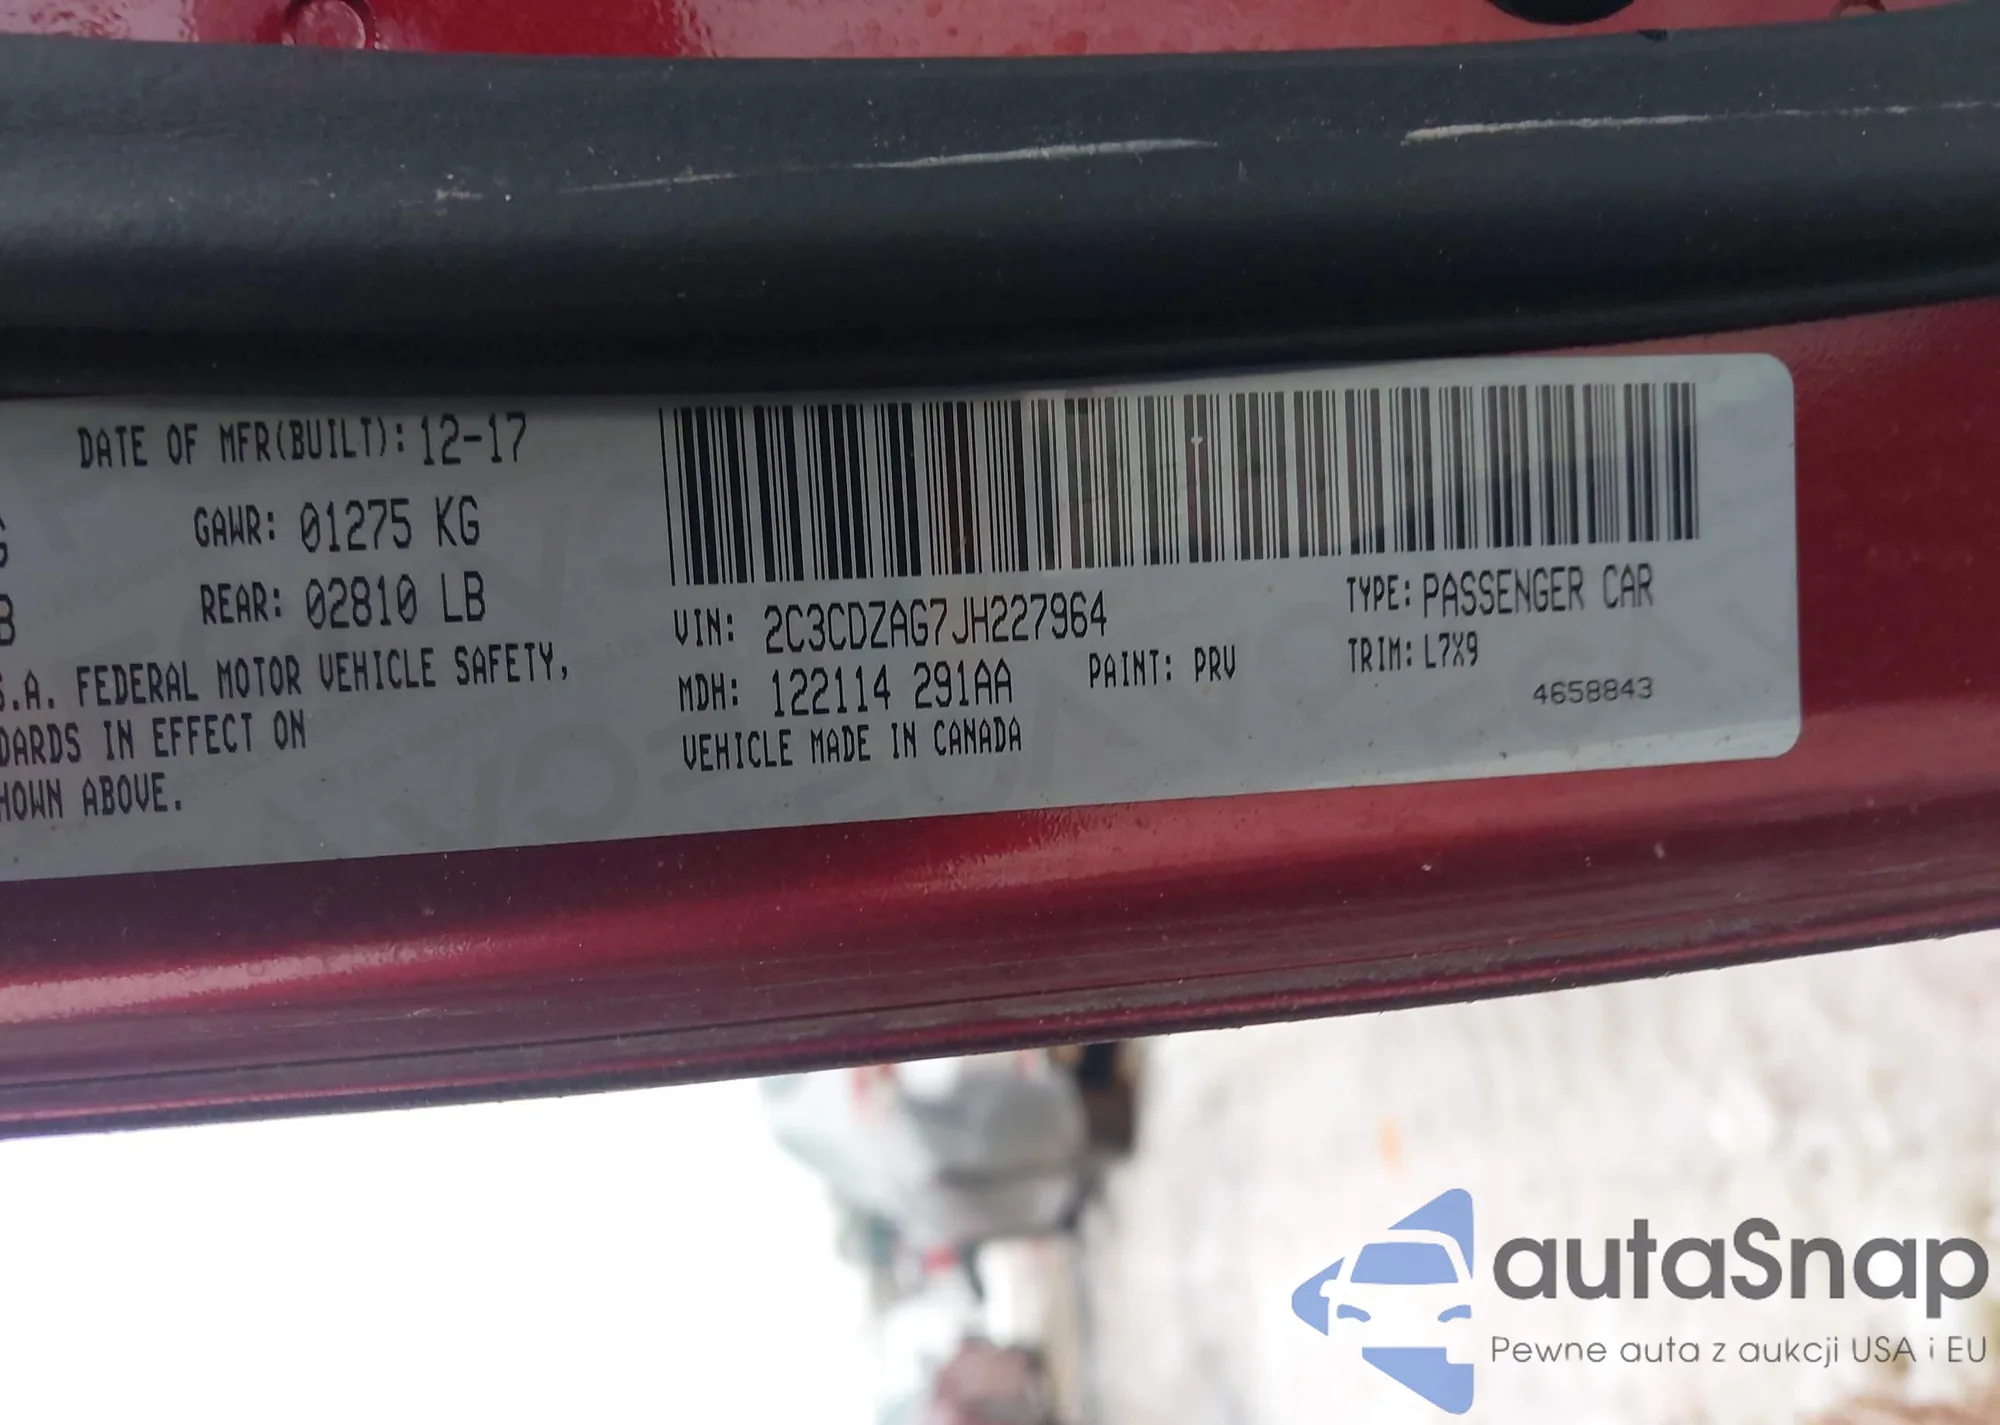 DATE OF MFR(BUILT): 12-17
GAWR: 01275 KG
REAR: 02810 LB
S.A. FEDERAL MOTOR VEHICLE SAFETY,
DARDS IN EFFECT ON
HOWN ABOVE.
VIN: 2C3CDZAG7JH227964
TYPE: PASSENGER CAR
MDH: 122114 291AA
PAINT: PRV
TRIM: L7X9
4658843
VEHICLE MADE IN CANADA
autaSnap
Pewne auta z aukcji USA i EU